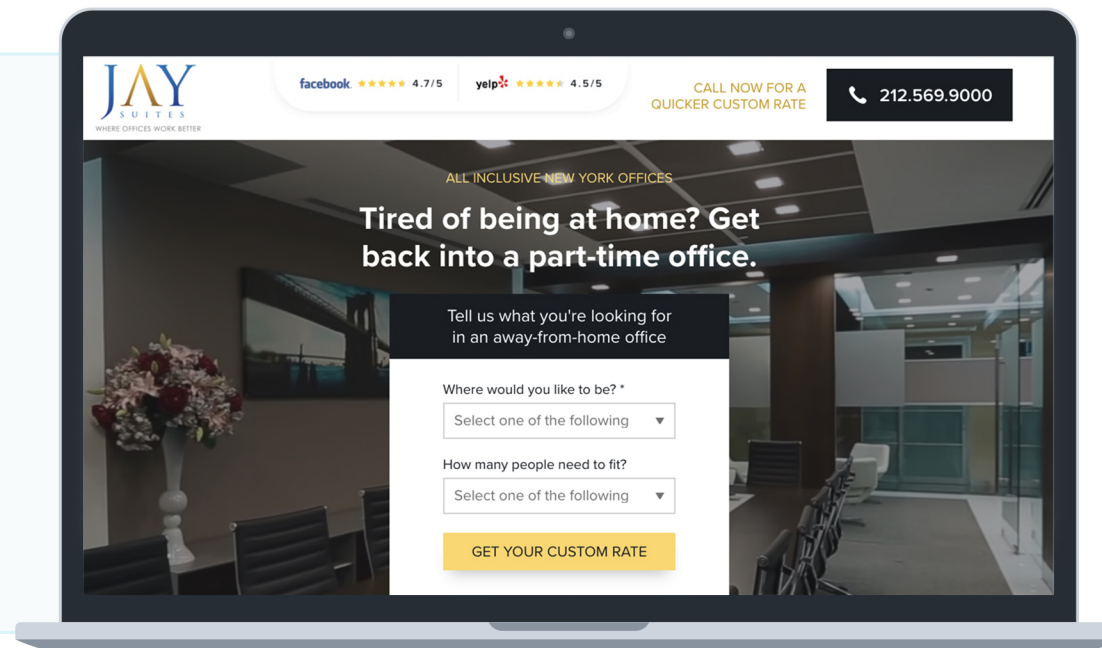 JAY
SUITES
WHERE OFFICES WORK BETTER
facebook 4.7/5
yelp 4.5/5
CALL NOW FOR A
QUICKER CUSTOM RATE
212.569.9000
ALL INCLUSIVE NEW YORK OFFICES
Tired of being at home? Get
back into a part-time office.
Tell us what you're looking for
in an away-from-home office
Where would you like to be? *
Select one of the following
How many people need to fit?
Select one of the following
GET YOUR CUSTOM RATE